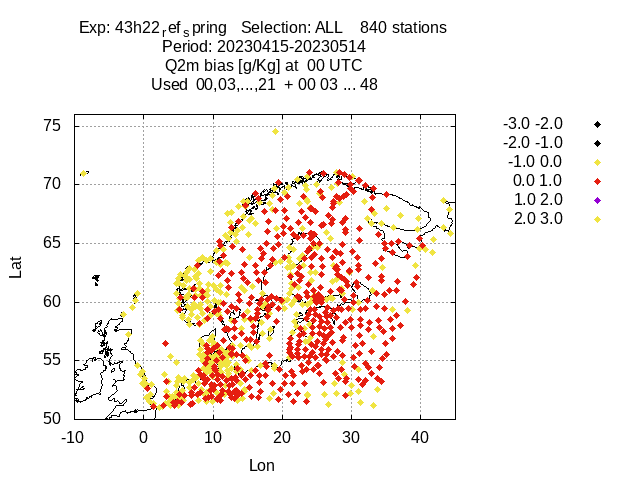 Exp: 43h22ref spring   Selection: ALL    840 stations
Period: 20230415-20230514
Q2m bias [g/Kg] at  00 UTC
Used  00,03,...,21  + 00 03 ... 48
-3.0 -2.0
-2.0 -1.0
-1.0 0.0
0.0 1.0
1.0 2.0
2.0 3.0
75
70
65
60
55
50
Lat
-10 0 10 20 30 40
Lon